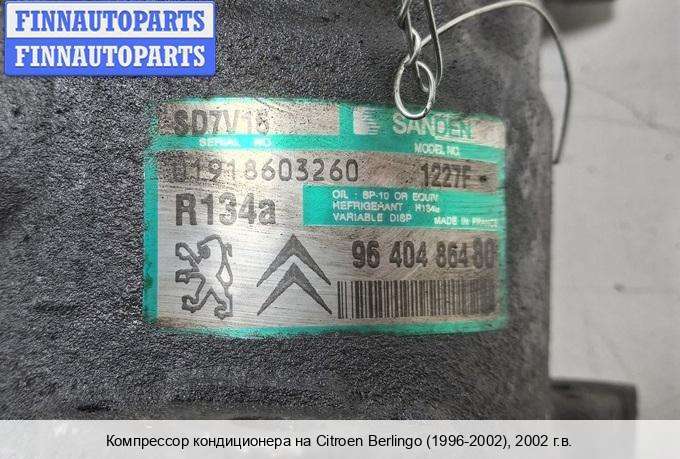 FINNAUTOPARTS
FINNAUTOPARTS
SD7V16
SANDEN
SERIAL NO.
MODEL NO.
01918603260
1227F
R134a
OIL : SP-10 OR EQUIV
REFRIGERANT : R134a
VARIABLE DISP
MADE IN FRANCE
96 404 864 80
Компрессор кондиционера на Citroen Berlingo (1996-2002), 2002 г.в.